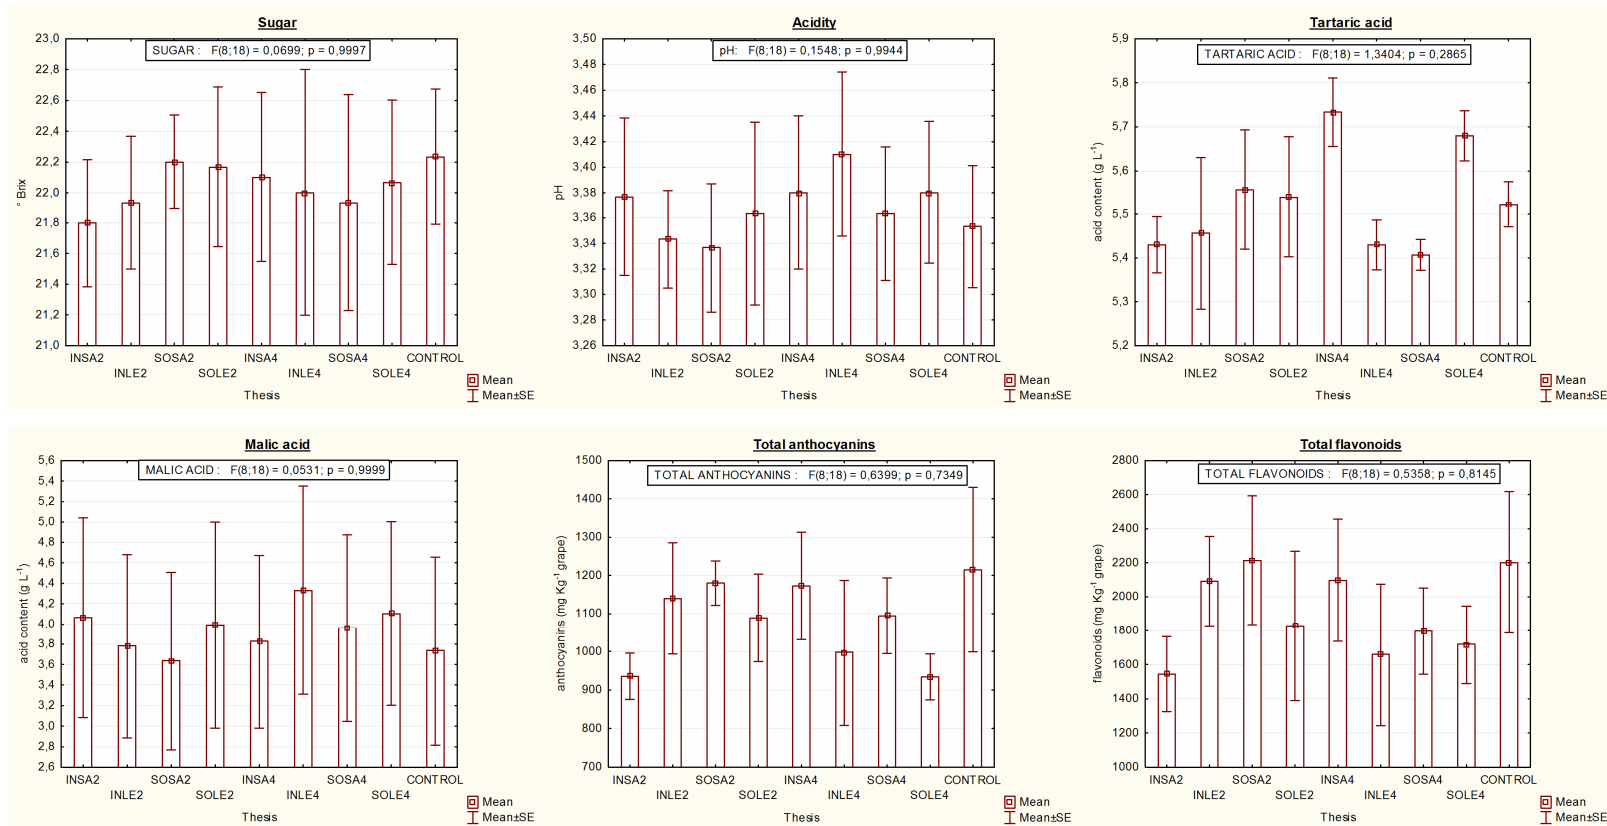 Sugar
SUGAR : F(8;18) = 0,0699; p = 0,9997
23,0
22,8
22,6
22,4
22,2
22,0
21,8
21,6
21,4
21,2
21,0
° Brix
INSA2 SOSA2 INSA4 SOSA4 CONTROL
INLE2 SOLE2 INLE4 SOLE4
Thesis
Mean
Mean±SE
Acidity
pH: F(8;18) = 0,1548; p = 0,9944
3,50
3,48
3,46
3,44
3,42
3,40
3,38
3,36
3,34
3,32
3,30
3,28
3,26
pH
INSA2 SOSA2 INSA4 SOSA4 CONTROL
INLE2 SOLE2 INLE4 SOLE4
Thesis
Mean
Mean±SE
Tartaric acid
TARTARIC ACID : F(8;18) = 1,3404; p = 0,2865
5,9
5,8
5,7
5,6
5,5
5,4
5,3
5,2
acid content (g L⁻¹)
INSA2 SOSA2 INSA4 SOSA4 CONTROL
INLE2 SOLE2 INLE4 SOLE4
Thesis
Mean
Mean±SE
Malic acid
MALIC ACID : F(8;18) = 0,0531; p = 0,9999
5,6
5,4
5,2
5,0
4,8
4,6
4,4
4,2
4,0
3,8
3,6
3,4
3,2
3,0
2,8
2,6
acid content (g L⁻¹)
INSA2 SOSA2 INSA4 SOSA4 CONTROL
INLE2 SOLE2 INLE4 SOLE4
Thesis
Mean
Mean±SE
Total anthocyanins
TOTAL ANTHOCYANINS : F(8;18) = 0,6399; p = 0,7349
1500
1400
1300
1200
1100
1000
900
800
700
anthocyanins (mg Kg⁻¹ grape)
INSA2 SOSA2 INSA4 SOSA4 CONTROL
INLE2 SOLE2 INLE4 SOLE4
Thesis
Mean
Mean±SE
Total flavonoids
TOTAL FLAVONOIDS : F(8;18) = 0,5358; p = 0,8145
2800
2600
2400
2200
2000
1800
1600
1400
1200
1000
flavonoids (mg Kg⁻¹ grape)
INSA2 SOSA2 INSA4 SOSA4 CONTROL
INLE2 SOLE2 INLE4 SOLE4
Thesis
Mean
Mean±SE